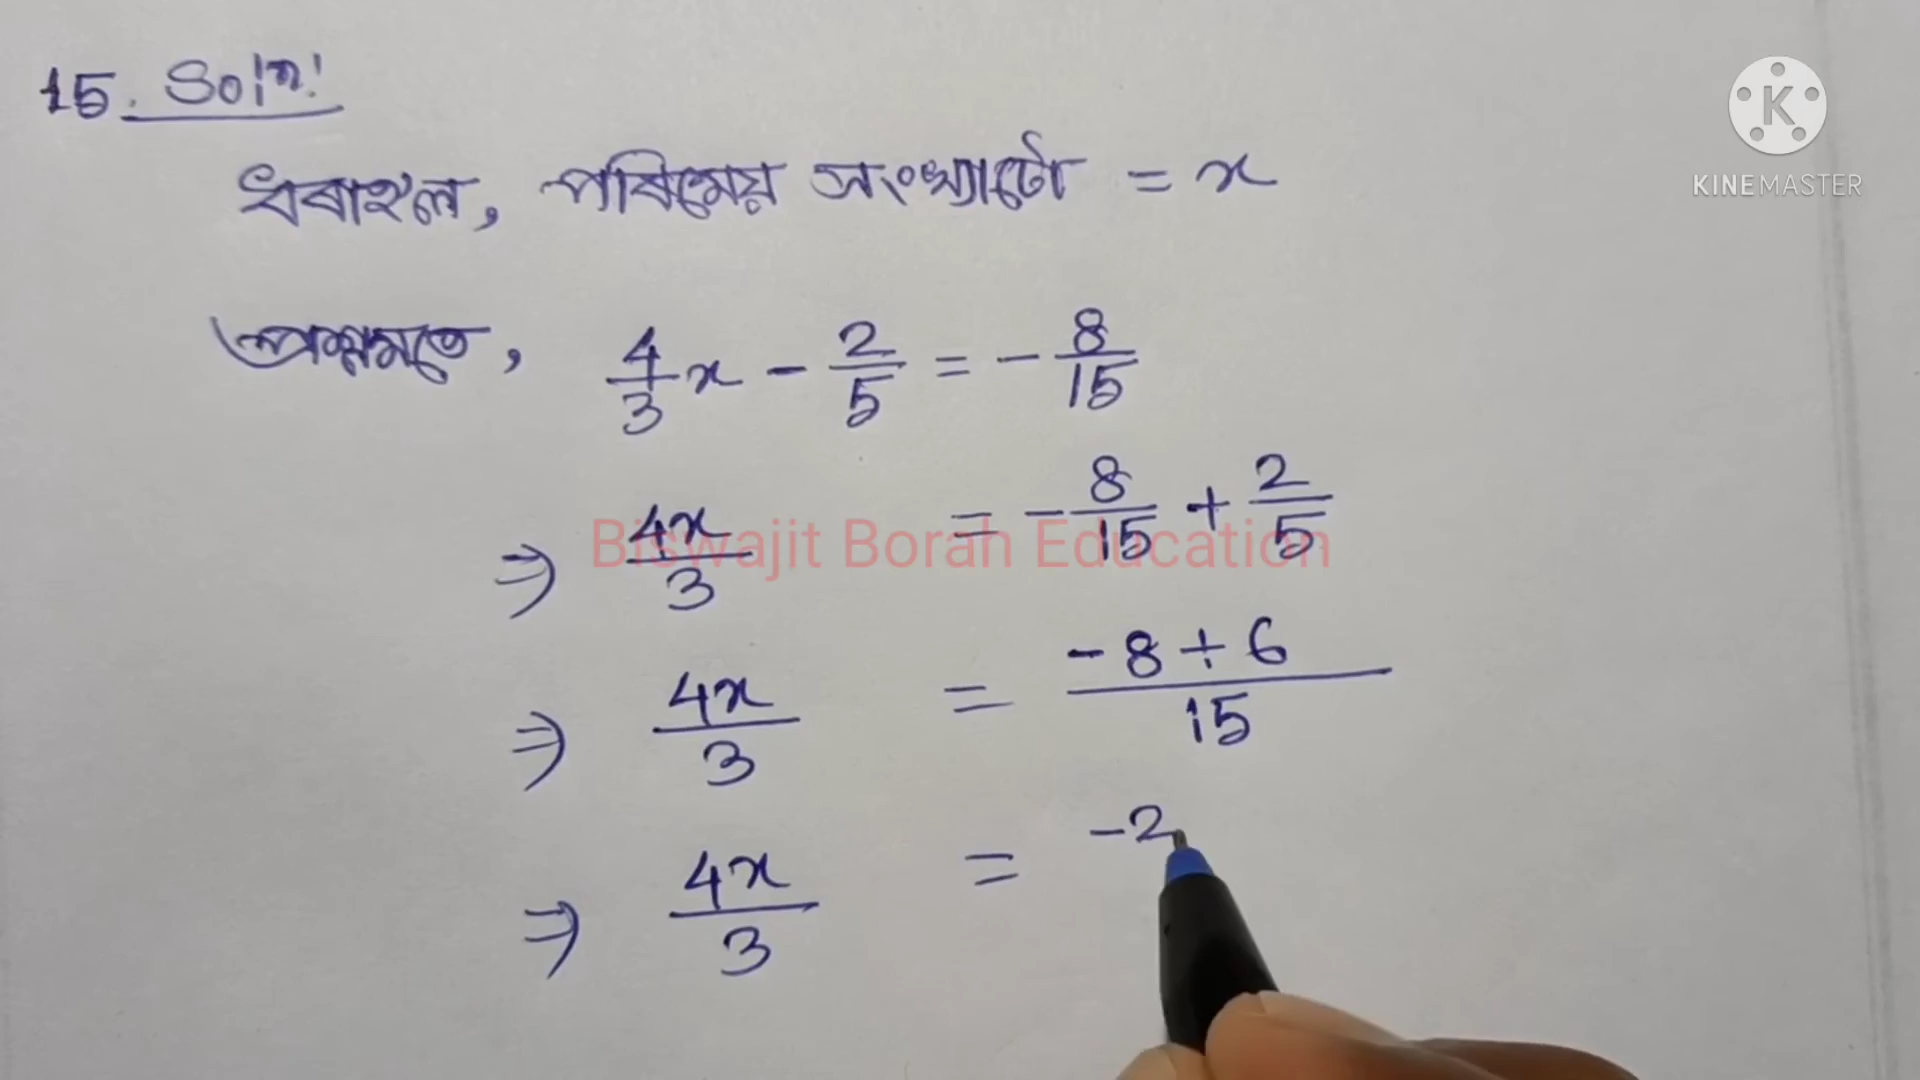 15. Soln:
KINEMASTER
ধৰাহল, পৰিমেয় সংখ্যাটো = x
প্ৰশ্নমতে, 4/3 x - 2/5 = - 8/15
⇒ 4x/3 = - 8/15 + 2/5
Biswajit Borah Education
⇒ 4x/3 = -8+6/15
⇒ 4x/3 = -2